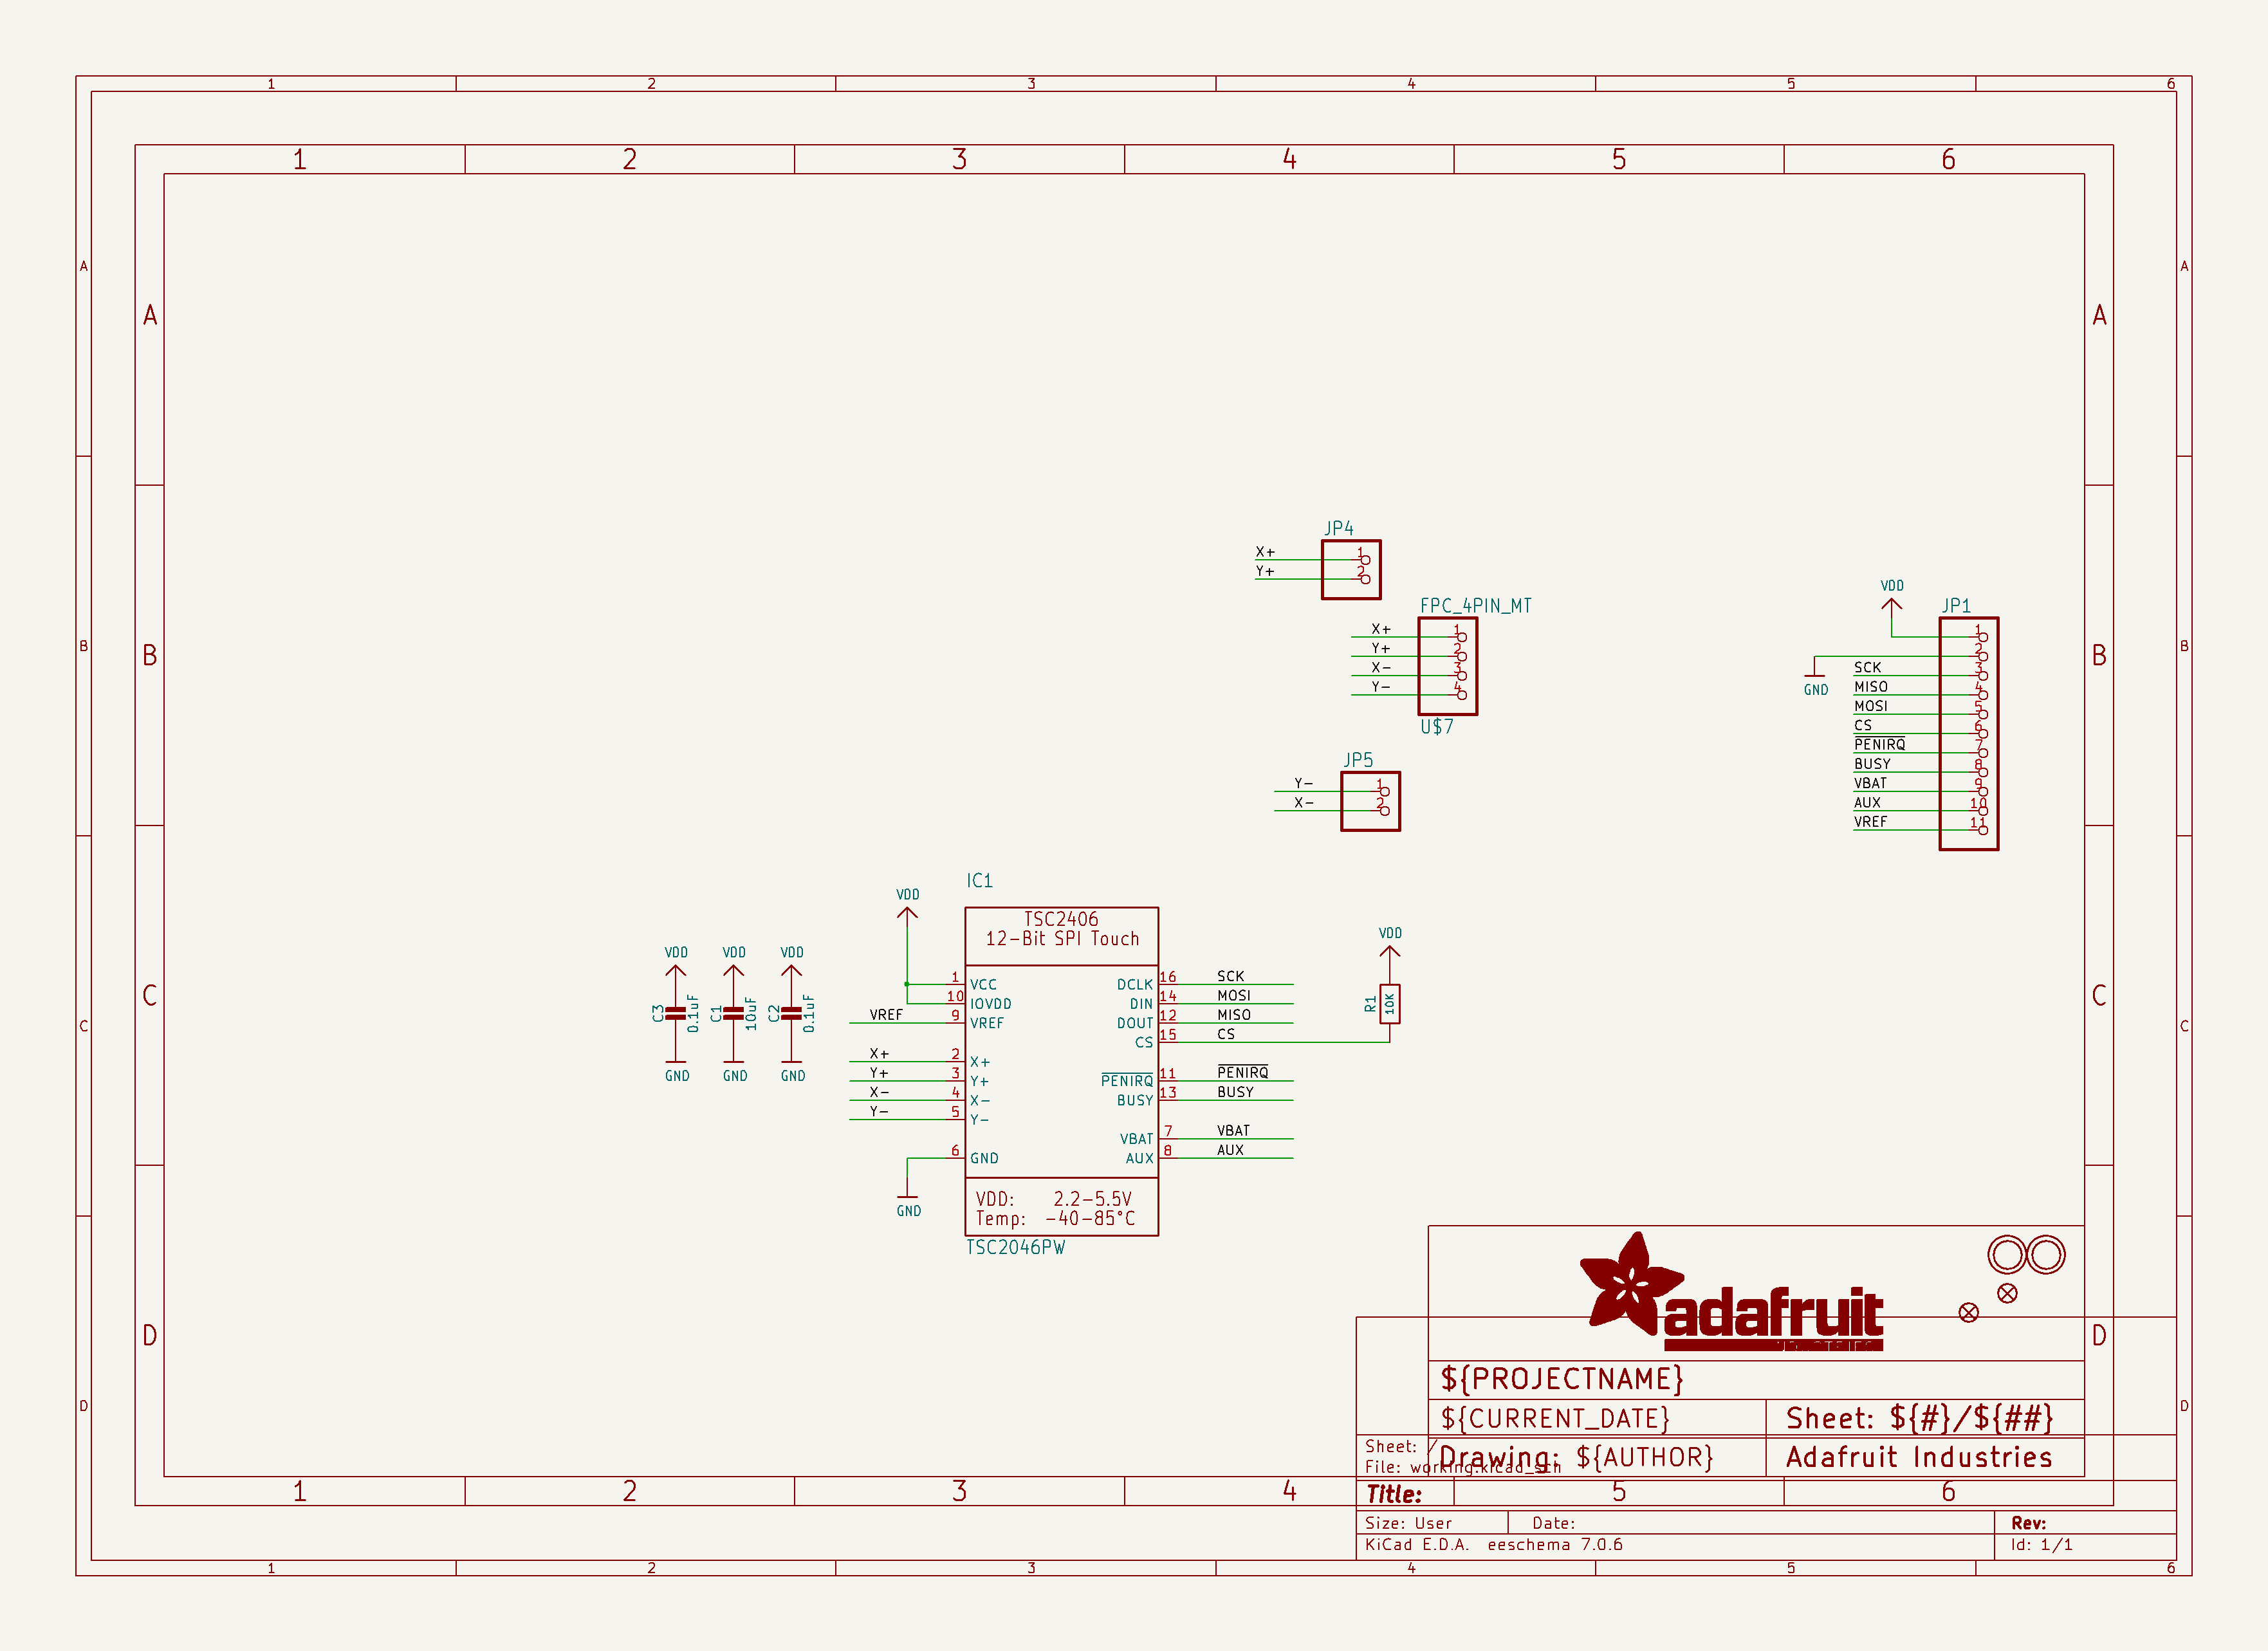 1 2 3 4 5 6
1 2 3 4 5 6
A A
A A
JP4
X+ 1
Y+ 2
FPC_4PIN_MT
X+ 1
Y+ 2
X- 3
Y- 4
U$7
VDD
JP1
1
2
GND
SCK 3
MISO 4
MOSI 5
CS 6
PENIRQ 7
BUSY 8
VBAT 9
AUX 10
VREF 11
B B
B B
JP5
Y- 1
X- 2
IC1
TSC2406
12-Bit SPI Touch
VDD
1 VCC
10 IOVDD
VREF 9 VREF
X+ 2 X+
Y+ 3 Y+
X- 4 X-
Y- 5 Y-
6 GND
GND
DCLK 16 SCK
DIN 14 MOSI
DOUT 12 MISO
CS 15 CS
PENIRQ 11 PENIRQ
BUSY 13 BUSY
VBAT 7 VBAT
AUX 8 AUX
VDD: 2.2-5.5V
Temp: -40-85°C
TSC2046PW
VDD VDD VDD
C3 0.1uF
C1 10uF
C2 0.1uF
GND GND GND
VDD
R1 10K
C C
C C
adafruit
${PROJECTNAME}
${CURRENT_DATE}
Sheet: ${#}/${##}
Drawing: ${AUTHOR}
Adafruit Industries
Sheet: /
File: working.kicad_sch
Title:
Size: User Date: Rev:
KiCad E.D.A. eeschema 7.0.6 Id: 1/1
D D
D D
1 2 3 4 5 6
1 2 3 4 5 6